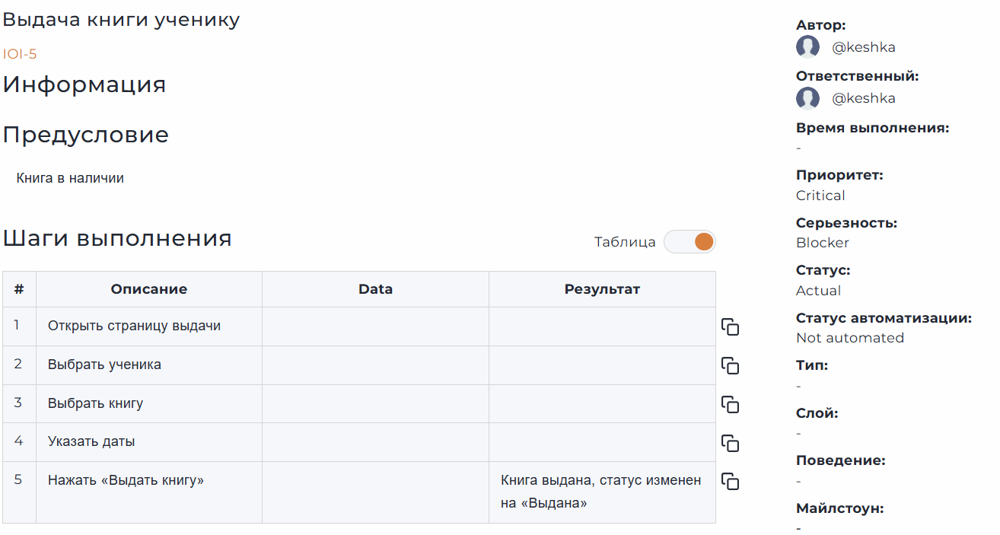 Выдача книги ученику
IOI-5
Информация
Предусловие
Книга в наличии
Шаги выполнения
Таблица
# Описание Data Результат
1 Открыть страницу выдачи
2 Выбрать ученика
3 Выбрать книгу
4 Указать даты
5 Нажать «Выдать книгу» Книга выдана, статус изменен
на «Выдана»
Автор:
@keshka
Ответственный:
@keshka
Время выполнения:
-
Приоритет:
Critical
Серьезность:
Blocker
Статус:
Actual
Статус автоматизации:
Not automated
Тип:
-
Слой:
-
Поведение:
-
Майлстоун:
-